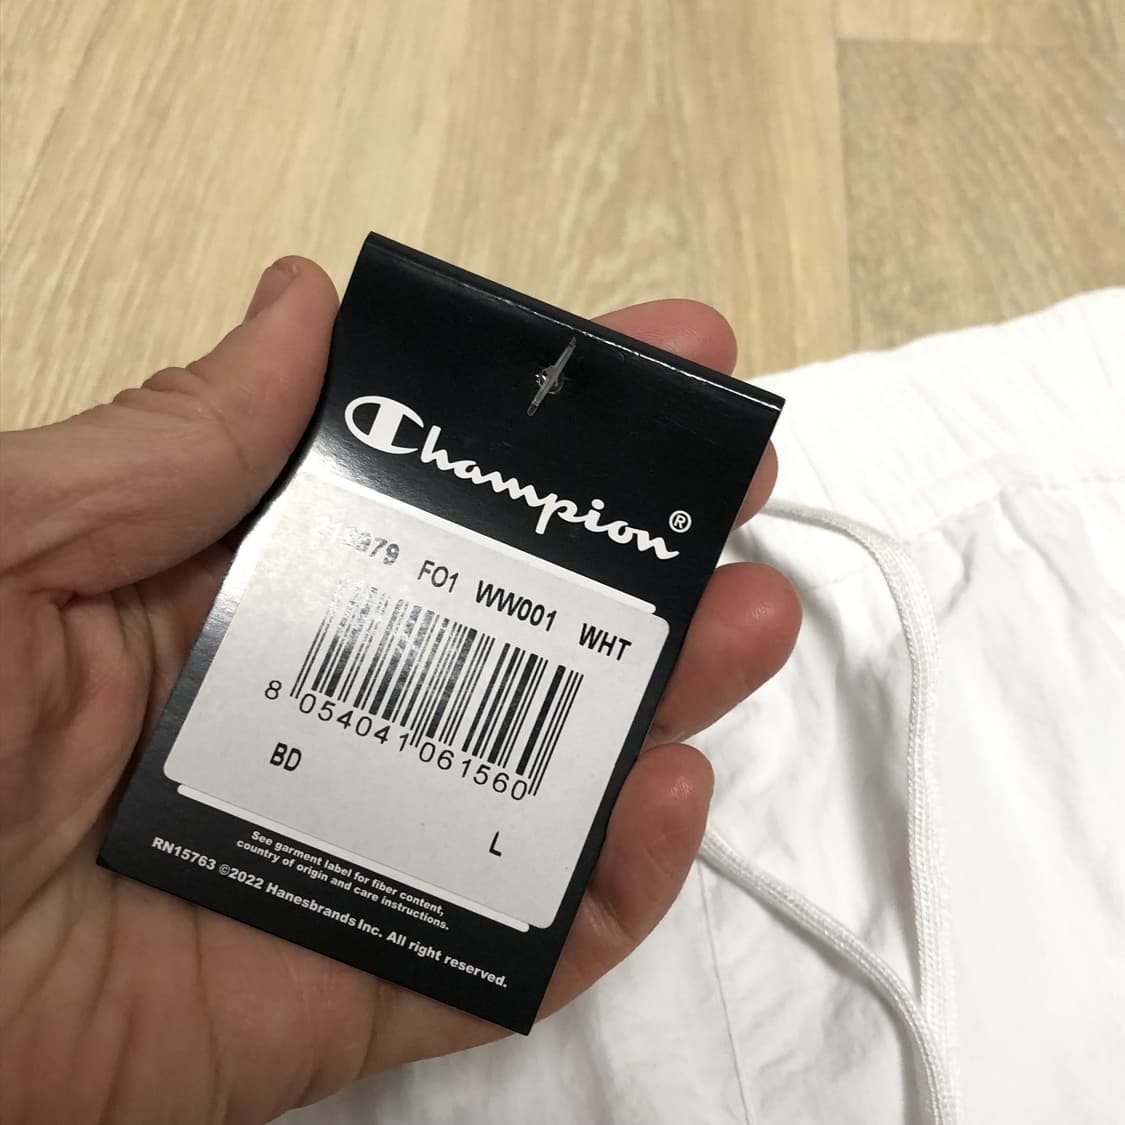 Champion®
FO1 WW001 WHT
8 054041 061560
BD
L
See garment label for fiber content,
country of origin and care instructions.
RN15763 ©2022 Hanesbrands Inc. All right reserved.